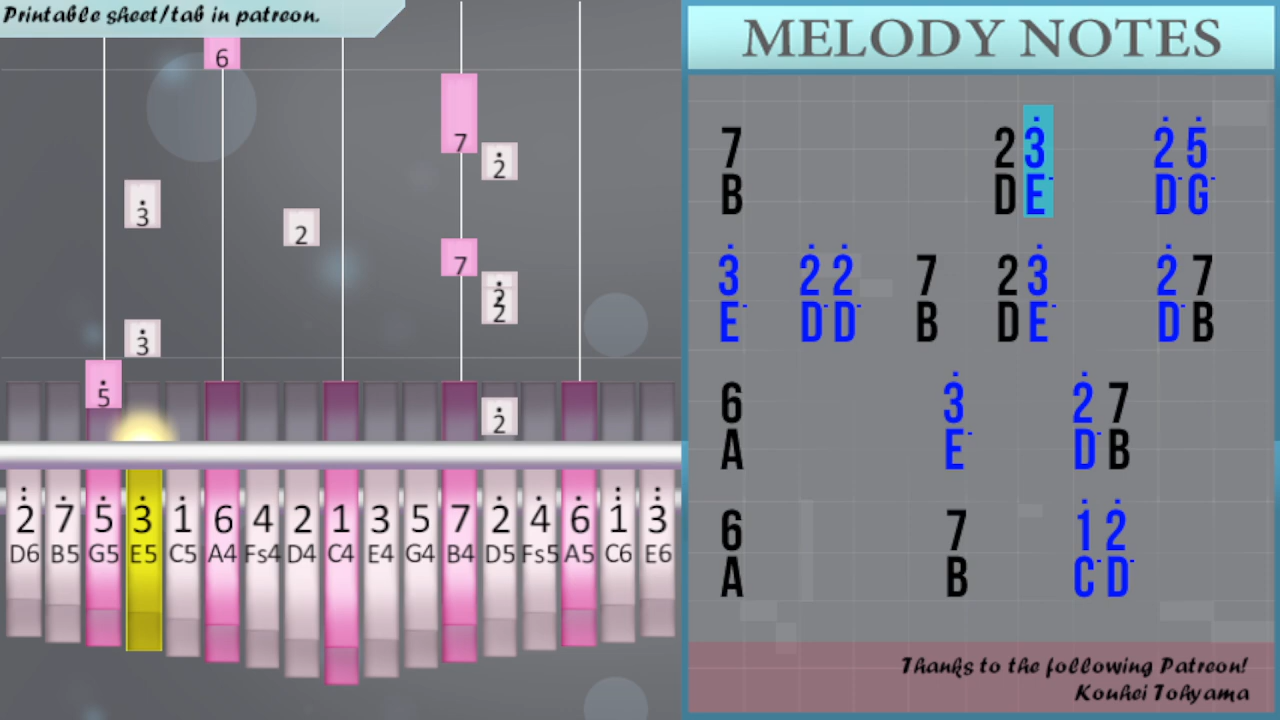 Printable sheet/tab in patreon.
6
7
2̇
3̇
2
7
2̇
2
3̇
5̇
2̇
2̈ 7̇ 5̇ 3̇ 1̇ 6 4 2 1 3 5 7 2̇ 4̇ 6̇ 1̈ 3̈
D6 B5 G5 E5 C5 A4 Fs4 D4 C4 E4 G4 B4 D5 Fs5 A5 C6 E6
MELODY NOTES
7 2 3̇ 2̇ 5̇
B D E- D- G-
3̇ 2̇ 2̇ 7 2 3̇ 2̇ 7
E- D- D- B D E- D- B
6 3̇ 2̇ 7
A E- D- B
6 7 1̇ 2̇
A B C- D-
Thanks to the following Patreon!
Kouhei Tohyama